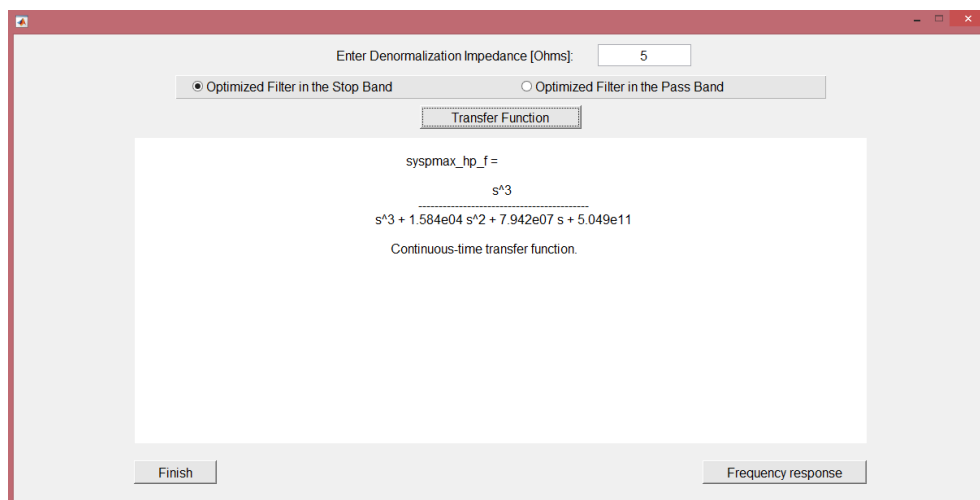 Enter Denormalization Impedance [Ohms]: 5
Optimized Filter in the Stop Band Optimized Filter in the Pass Band
Transfer Function
syspmax_hp_f =
s^3
-------------------------------------------
s^3 + 1.584e04 s^2 + 7.942e07 s + 5.049e11
Continuous-time transfer function.
Finish Frequency response